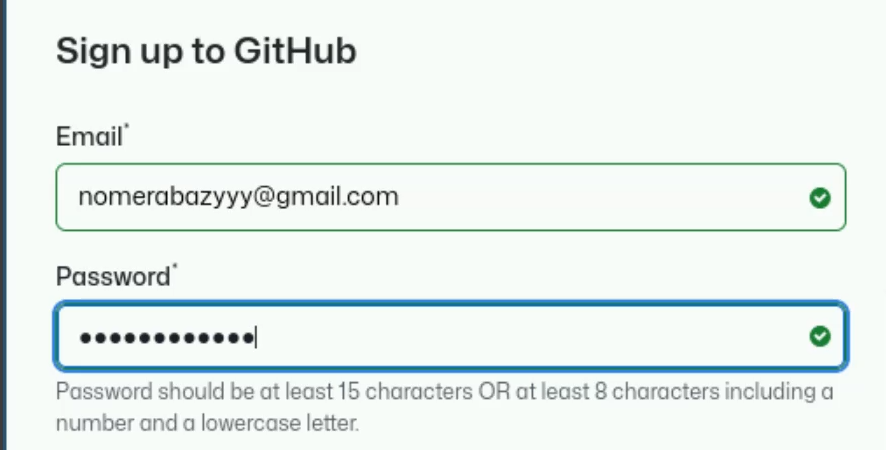 Sign up to GitHub
Email*
nomerabazyyy@gmail.com
Password*
••••••••••••
Password should be at least 15 characters OR at least 8 characters including a
number and a lowercase letter.